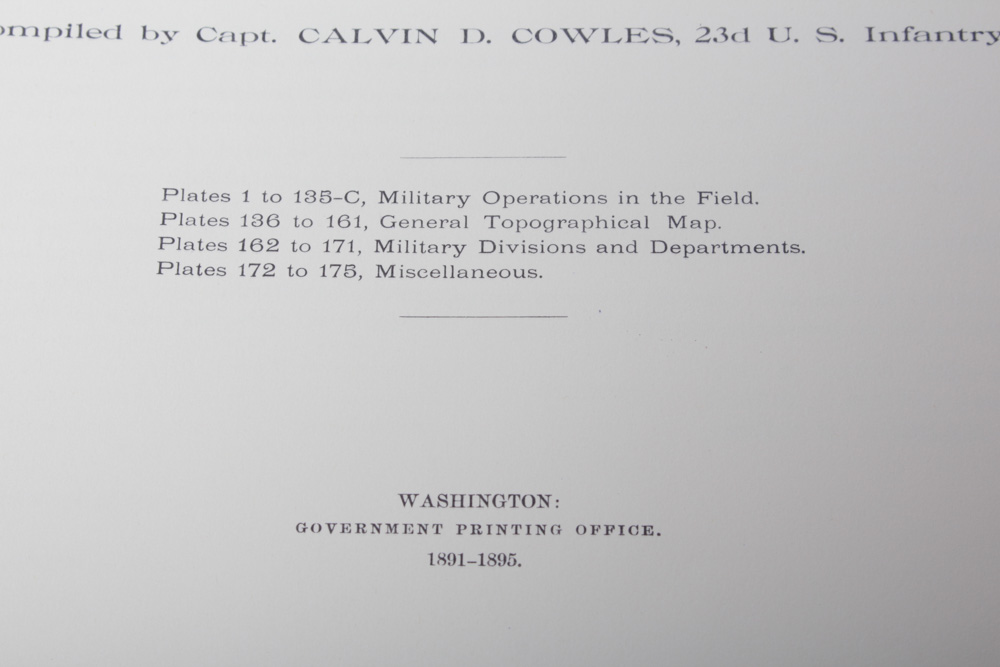 ompiled by Capt. CALVIN D. COWLES, 23d U. S. Infantry
Plates 1 to 135-C, Military Operations in the Field.
Plates 136 to 161, General Topographical Map.
Plates 162 to 171, Military Divisions and Departments.
Plates 172 to 175, Miscellaneous.
WASHINGTON:
GOVERNMENT PRINTING OFFICE.
1891–1895.